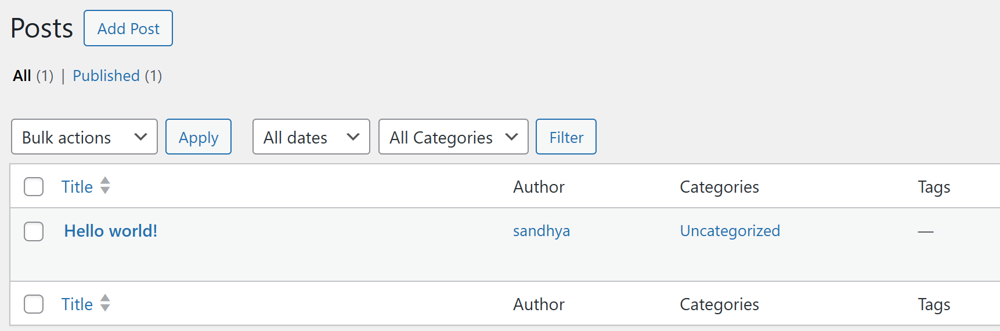 Posts Add Post
All (1) | Published (1)
Bulk actions Apply All dates All Categories Filter
Title Author Categories Tags
Hello world! sandhya Uncategorized —
Title Author Categories Tags